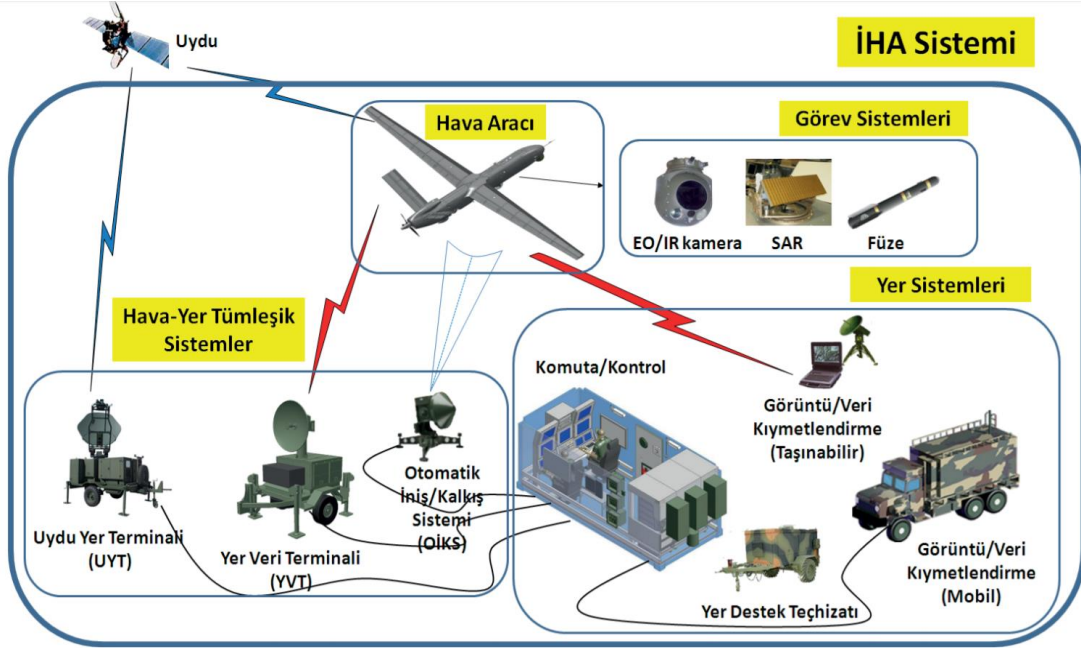 Uydu
İHA Sistemi
Hava Aracı
Görev Sistemleri
EO/IR kamera
SAR
Füze
Hava-Yer Tümleşik
Sistemler
Yer Sistemleri
Uydu Yer Terminali
(UYT)
Yer Veri Terminali
(YVT)
Otomatik
İniş/Kalkış
Sistemi
(OİKS)
Komuta/Kontrol
Görüntü/Veri
Kıymetlendirme
(Taşınabilir)
Yer Destek Teçhizatı
Görüntü/Veri
Kıymetlendirme
(Mobil)